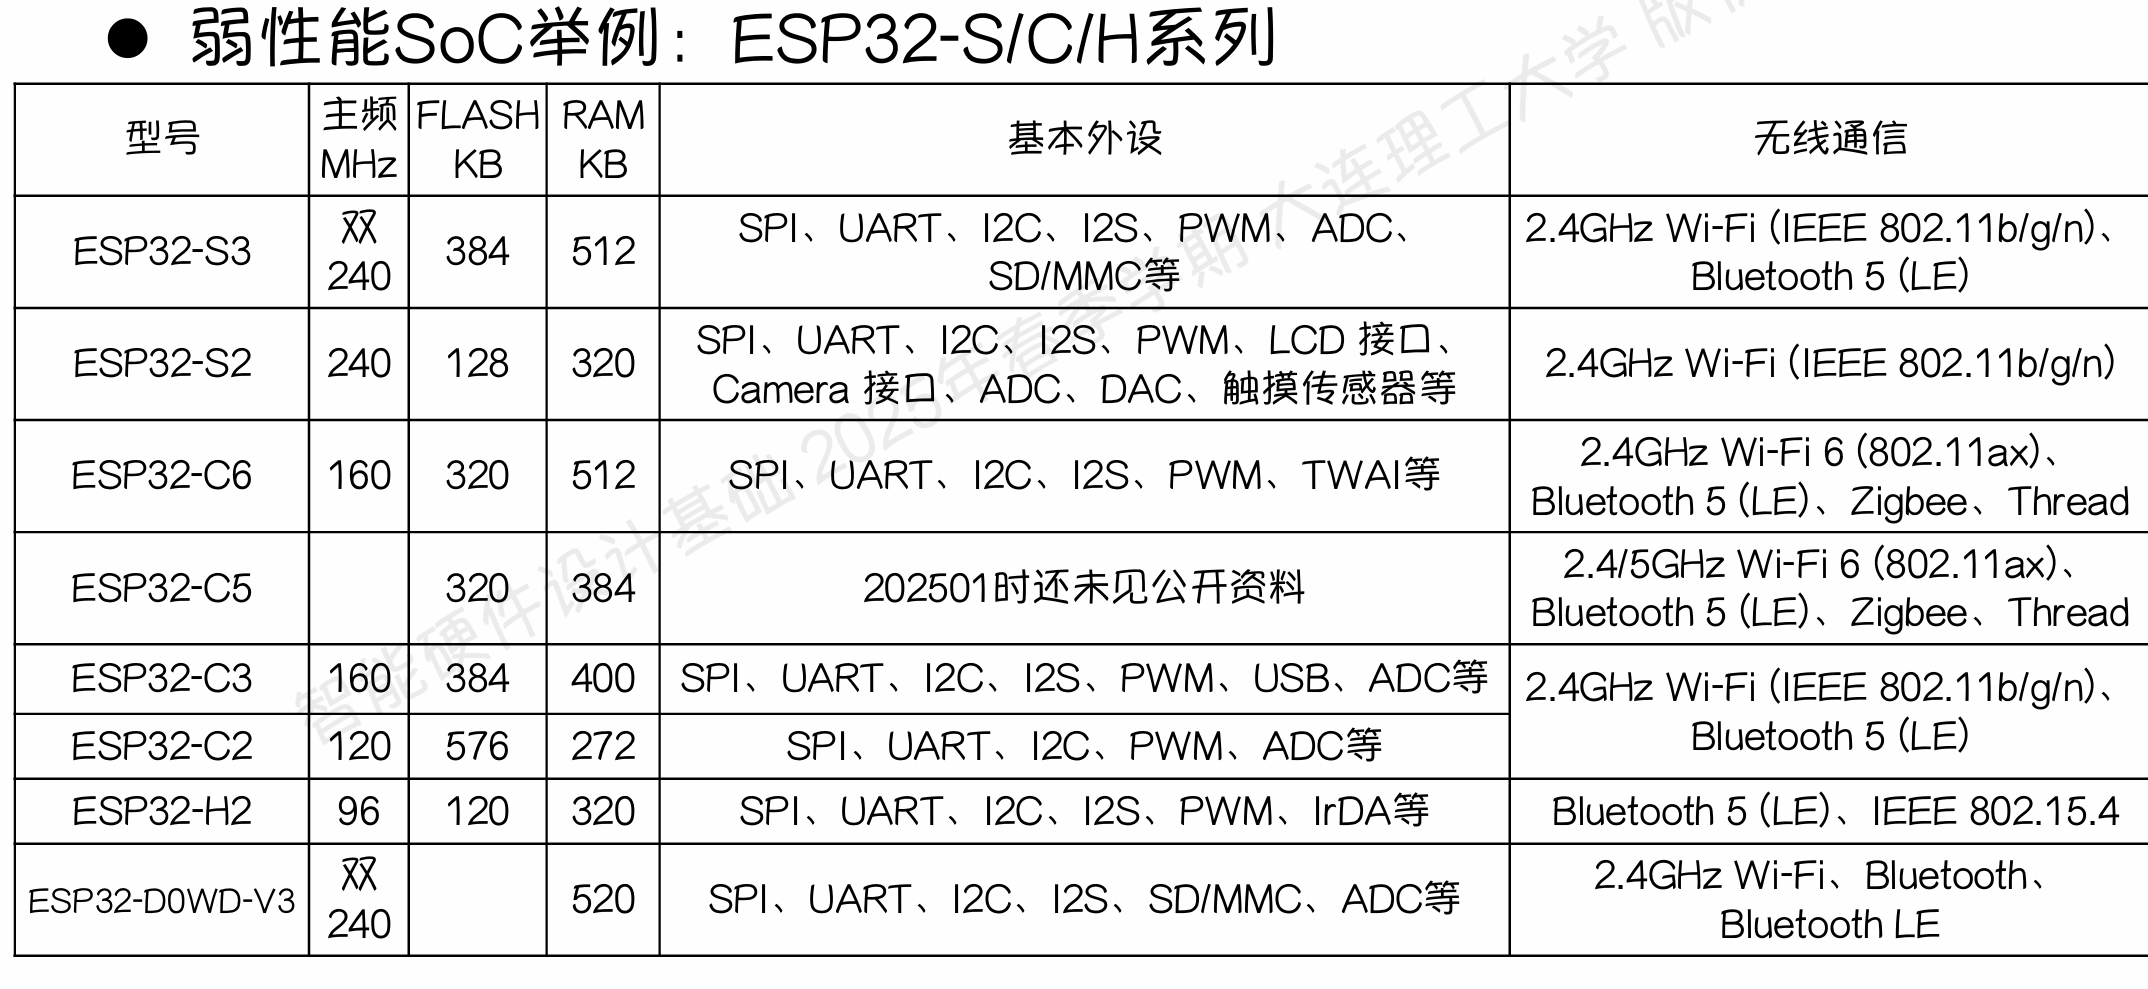 ● 弱性能SoC举例：ESP32-S/C/H系列
型号
主频
MHz
FLASH
KB
RAM
KB
基本外设
无线通信
ESP32-S3
双
240
384
512
SPI、UART、I2C、I2S、PWM、ADC、
SD/MMC等
2.4GHz Wi-Fi (IEEE 802.11b/g/n)、
Bluetooth 5 (LE)
ESP32-S2
240
128
320
SPI、UART、I2C、I2S、PWM、LCD 接口、
Camera 接口、ADC、DAC、触摸传感器等
2.4GHz Wi-Fi (IEEE 802.11b/g/n)
ESP32-C6
160
320
512
SPI、UART、I2C、I2S、PWM、TWAI等
2.4GHz Wi-Fi 6 (802.11ax)、
Bluetooth 5 (LE)、Zigbee、Thread
ESP32-C5
320
384
202501时还未见公开资料
2.4/5GHz Wi-Fi 6 (802.11ax)、
Bluetooth 5 (LE)、Zigbee、Thread
ESP32-C3
160
384
400
SPI、UART、I2C、I2S、PWM、USB、ADC等
2.4GHz Wi-Fi (IEEE 802.11b/g/n)、
Bluetooth 5 (LE)
ESP32-C2
120
576
272
SPI、UART、I2C、PWM、ADC等
ESP32-H2
96
120
320
SPI、UART、I2C、I2S、PWM、IrDA等
Bluetooth 5 (LE)、IEEE 802.15.4
ESP32-D0WD-V3
双
240
520
SPI、UART、I2C、I2S、SD/MMC、ADC等
2.4GHz Wi-Fi、Bluetooth、
Bluetooth LE
智能硬件设计基础 2025年春季学期 大连理工大学 版